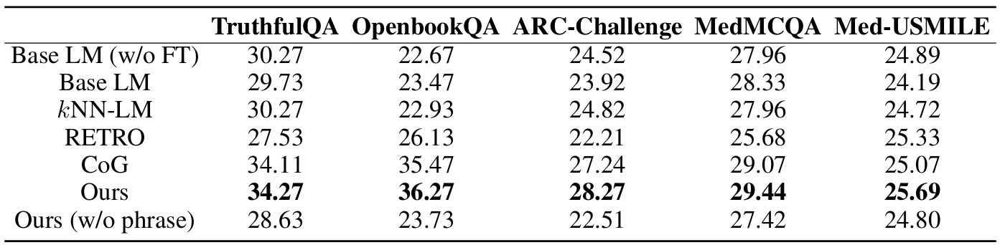 TruthfulQA OpenbookQA ARC-Challenge MedMCQA Med-USMILE
Base LM (w/o FT) 30.27 22.67 24.52 27.96 24.89
Base LM 29.73 23.47 23.92 28.33 24.19
kNN-LM 30.27 22.93 24.82 27.96 24.72
RETRO 27.53 26.13 22.21 25.68 25.33
CoG 34.11 35.47 27.24 29.07 25.07
Ours 34.27 36.27 28.27 29.44 25.69
Ours (w/o phrase) 28.63 23.73 22.51 27.42 24.80